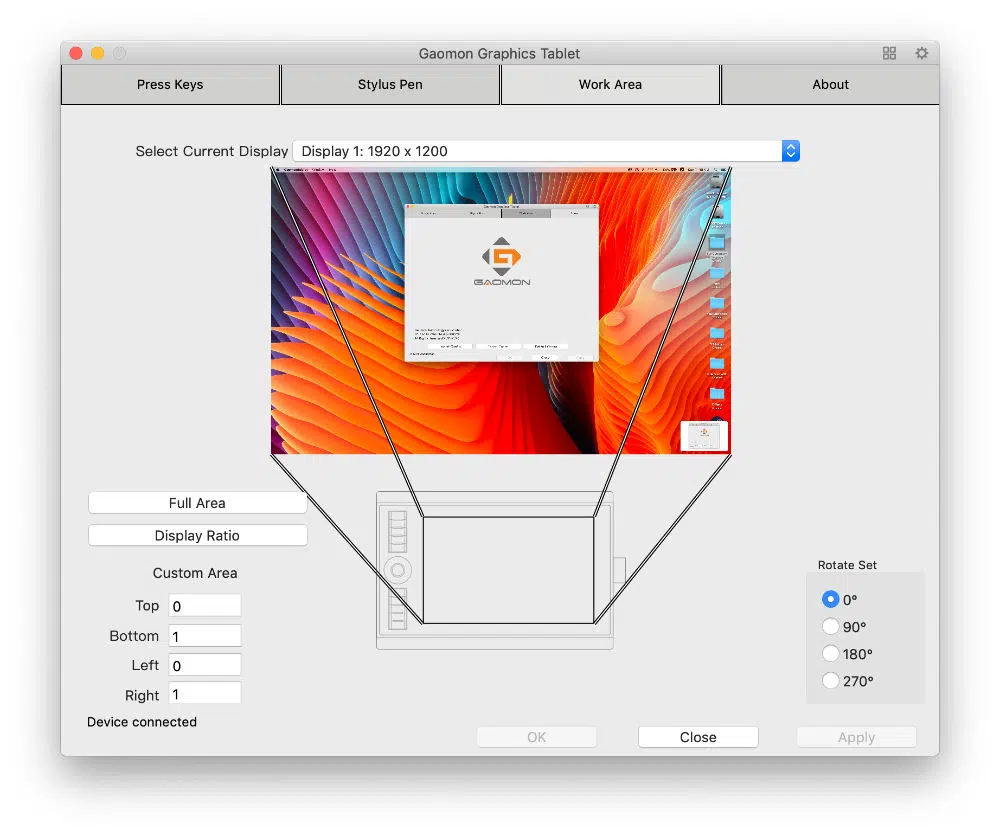 Gaomon Graphics Tablet
Press Keys
Stylus Pen
Work Area
About
Select Current Display
Display 1: 1920 x 1200
GAOMON
Full Area
Display Ratio
Custom Area
Top 0
Bottom 1
Left 0
Right 1
Device connected
Rotate Set
0°
90°
180°
270°
OK
Close
Apply